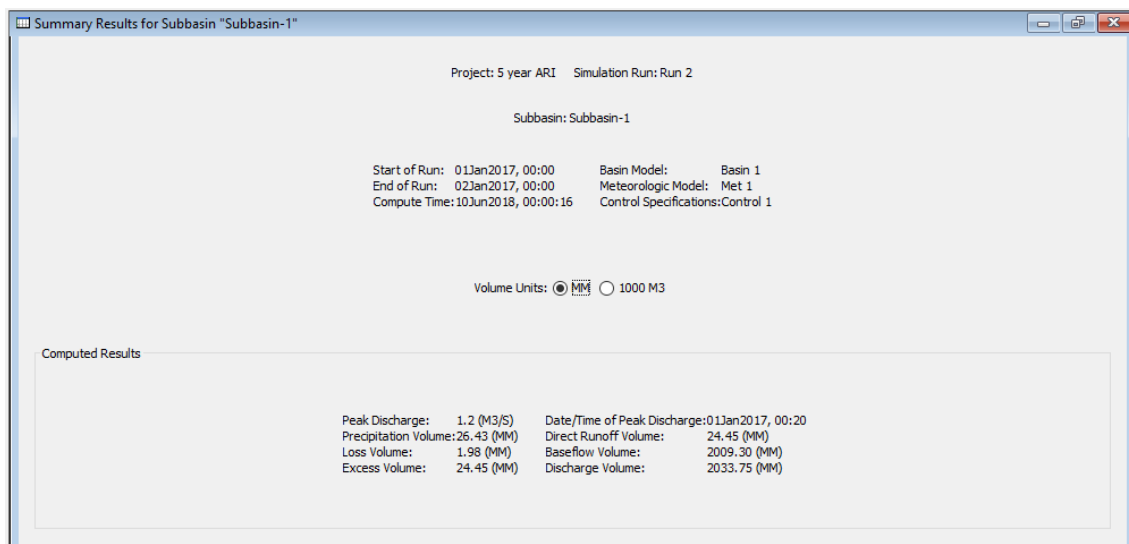 Summary Results for Subbasin "Subbasin-1"
Project: 5 year ARI Simulation Run: Run 2
Subbasin: Subbasin-1
Start of Run: 01Jan2017, 00:00 Basin Model: Basin 1
End of Run: 02Jan2017, 00:00 Meteorologic Model: Met 1
Compute Time:10Jun2018, 00:00:16 Control Specifications:Control 1
Volume Units: MM 1000 M3
Computed Results
Peak Discharge: 1.2 (M3/S) Date/Time of Peak Discharge:01Jan2017, 00:20
Precipitation Volume:26.43 (MM) Direct Runoff Volume: 24.45 (MM)
Loss Volume: 1.98 (MM) Baseflow Volume: 2009.30 (MM)
Excess Volume: 24.45 (MM) Discharge Volume: 2033.75 (MM)